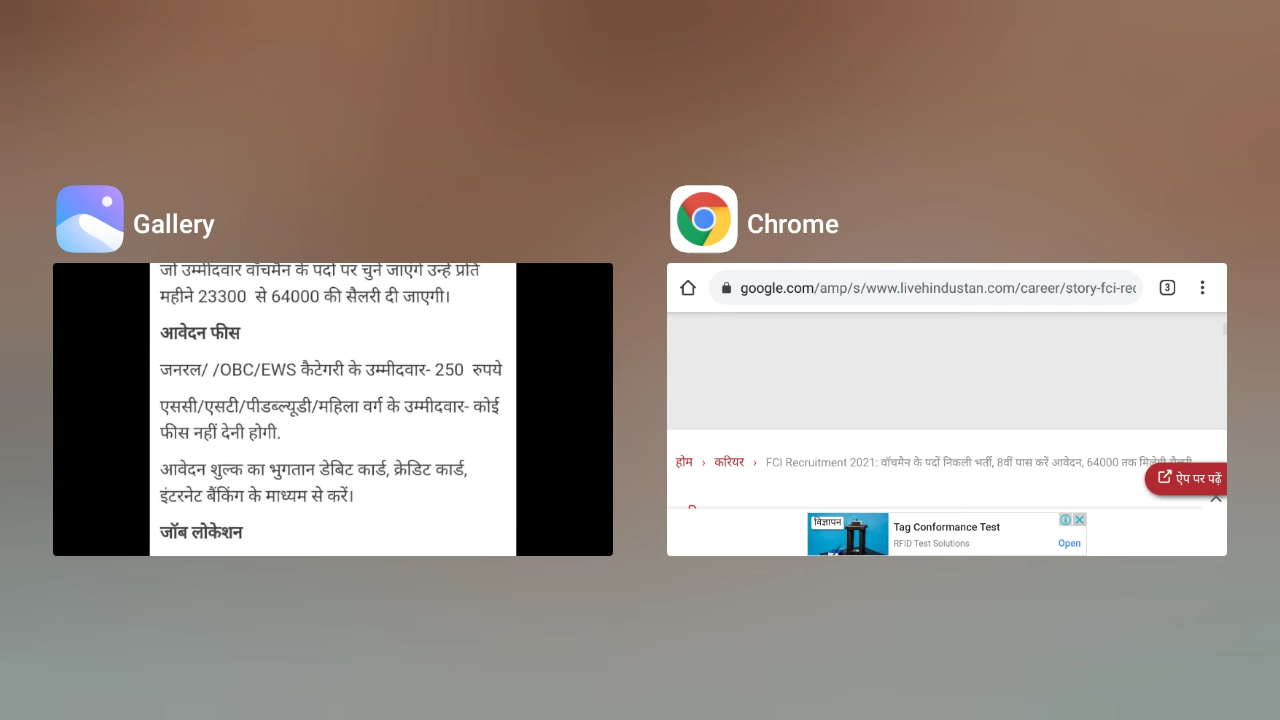 Gallery
जो उम्मीदवार वॉचमैन के पदों पर चुने जाएंगे उन्हें प्रति
महीने 23300 से 64000 की सैलरी दी जाएगी।
आवेदन फीस
जनरल/ /OBC/EWS कैटेगरी के उम्मीदवार- 250 रुपये
एससी/एसटी/पीडब्ल्यूडी/महिला वर्ग के उम्मीदवार- कोई
फीस नहीं देनी होगी.
आवेदन शुल्क का भुगतान डेबिट कार्ड, क्रेडिट कार्ड,
इंटरनेट बैंकिंग के माध्यम से करें।
जॉब लोकेशन
Chrome
google.com/amp/s/www.livehindustan.com/career/story-fci-rec
3
होम › करियर › FCI Recruitment 2021: वॉचमैन के पदों निकली भर्ती, 8वीं पास करें आवेदन, 64000 तक मिलेगी सैलरी
ऐप पर पढ़ें
विज्ञापन
Tag Conformance Test
RFID Test Solutions
Open